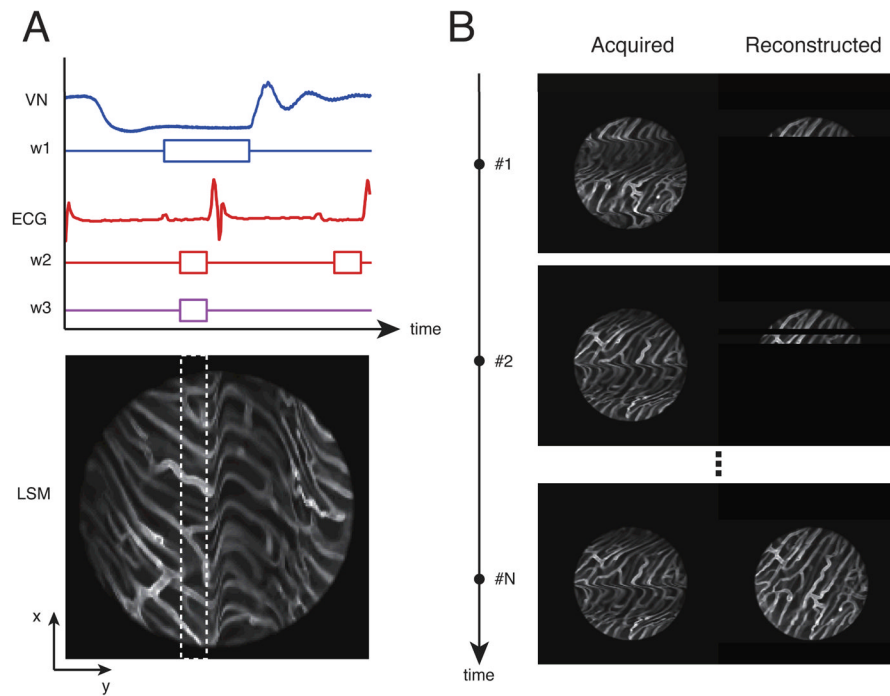 A
VN
w1
ECG
w2
w3
time
LSM
x
y
B
Acquired
Reconstructed
#1
#2
#N
time